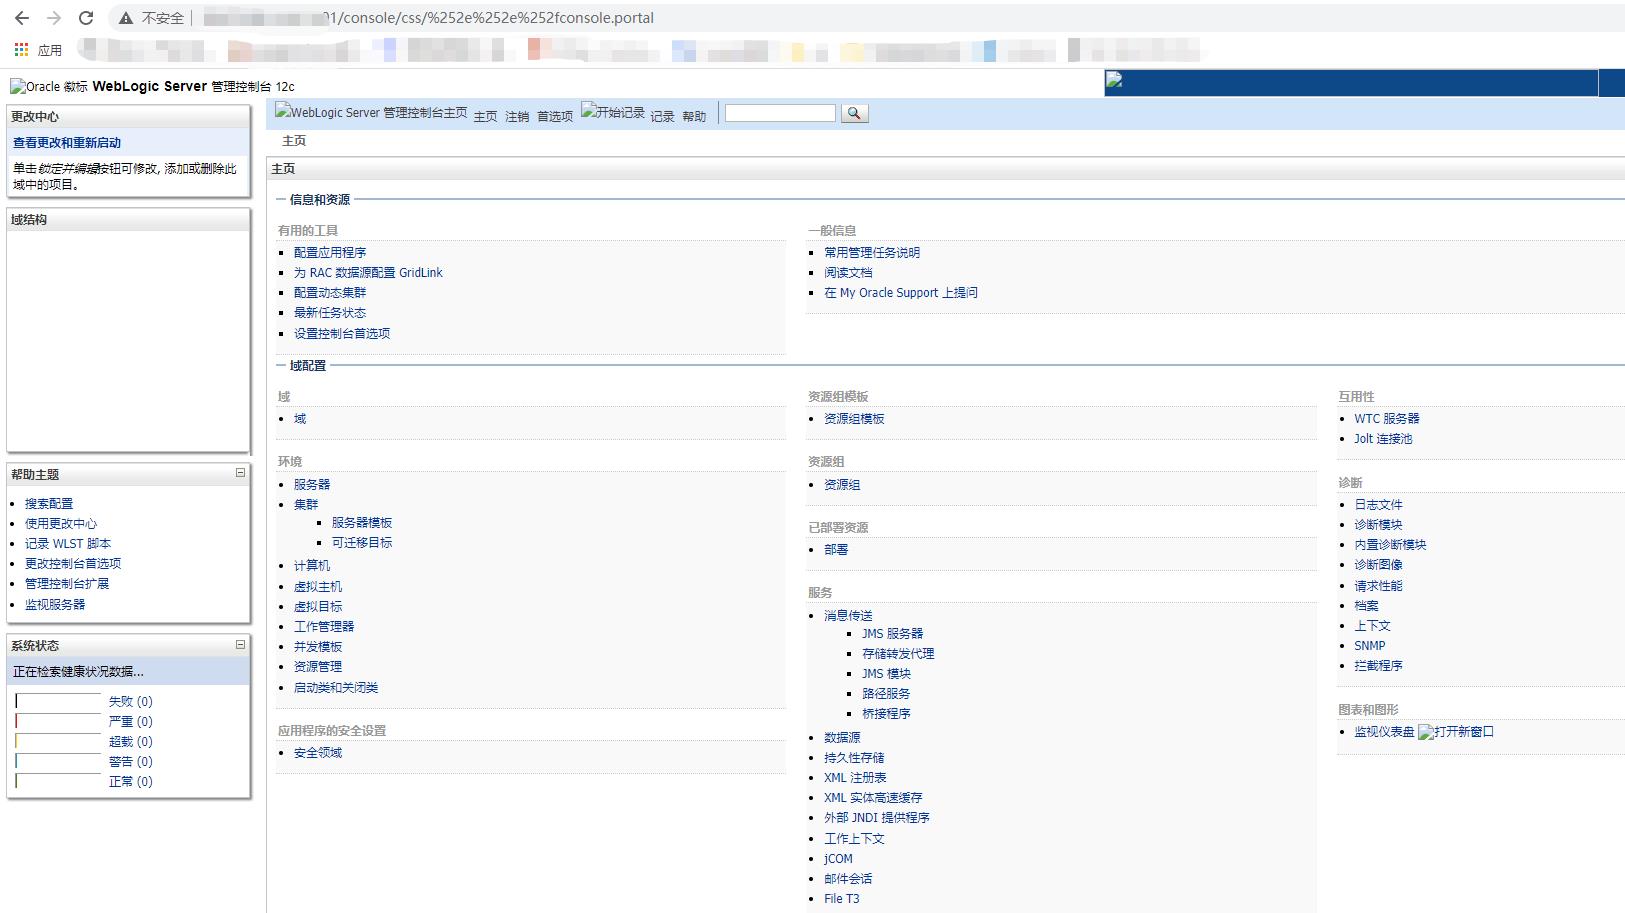 不安全
01/console/css/%252e%252e%252fconsole.portal
应用
Oracle 徽标 WebLogic Server 管理控制台 12c
更改中心
查看更改和重新启动
单击锁定并编辑按钮可修改, 添加或删除此
域中的项目。
域结构
帮助主题
搜索配置
使用更改中心
记录 WLST 脚本
更改控制台首选项
管理控制台扩展
监视服务器
系统状态
正在检索健康状况数据...
失败 (0)
严重 (0)
超载 (0)
警告 (0)
正常 (0)
WebLogic Server 管理控制台主页 主页 注销 首选项 开始记录 记录 帮助
主页
主页
信息和资源
有用的工具
配置应用程序
为 RAC 数据源配置 GridLink
配置动态集群
最新任务状态
设置控制台首选项
一般信息
常用管理任务说明
阅读文档
在 My Oracle Support 上提问
域配置
域
域
环境
服务器
集群
服务器模板
可迁移目标
计算机
虚拟主机
虚拟目标
工作管理器
并发模板
资源管理
启动类和关闭类
应用程序的安全设置
安全领域
资源组模板
资源组模板
资源组
资源组
已部署资源
部署
服务
消息传送
JMS 服务器
存储转发代理
JMS 模块
路径服务
桥接程序
数据源
持久性存储
XML 注册表
XML 实体高速缓存
外部 JNDI 提供程序
工作上下文
jCOM
邮件会话
File T3
互用性
WTC 服务器
Jolt 连接池
诊断
日志文件
诊断模块
内置诊断模块
诊断图像
请求性能
档案
上下文
SNMP
拦截程序
图表和图形
监视仪表盘 打开新窗口